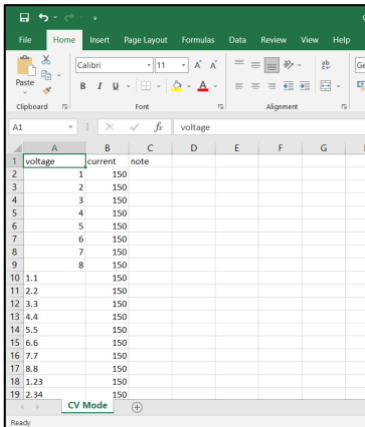 File Home Insert Page Layout Formulas Data Review View Help
Calibri 11 A A ab Ge
Paste B I U A
Clipboard Font Alignment
A1 fx voltage
A B C D E F G
1 voltage current note
2 1 150
3 2 150
4 3 150
5 4 150
6 5 150
7 6 150
8 7 150
9 8 150
10 1.1 150
11 2.2 150
12 3.3 150
13 4.4 150
14 5.5 150
15 6.6 150
16 7.7 150
17 8.8 150
18 1.23 150
19 2.34 150
CV Mode
Ready